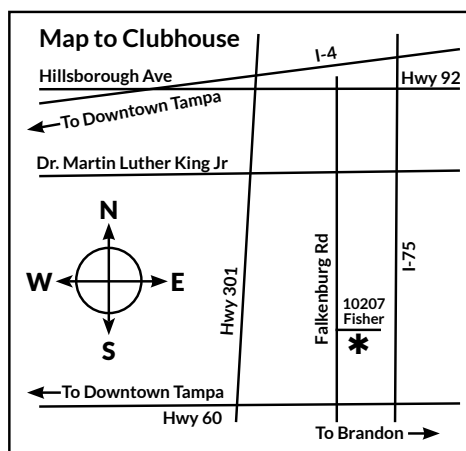 Map to Clubhouse
I-4
Hillsborough Ave
Hwy 92
To Downtown Tampa
Dr. Martin Luther King Jr
N
W
E
S
Hwy 301
Falkenburg Rd
I-75
10207
Fisher
*
To Downtown Tampa
Hwy 60
To Brandon